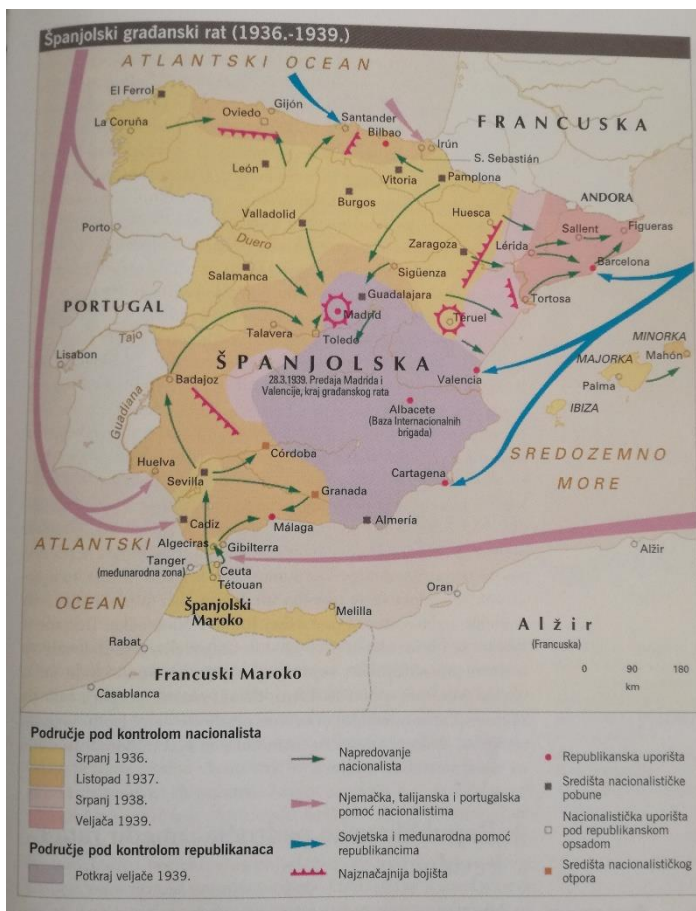 Španjolski građanski rat (1936.-1939.)
ATLANTSKI OCEAN
El Ferrol
La Coruña
Oviedo
Gijón
Santander
Bilbao
Irún
S. Sebastián
FRANCUSKA
León
Vitoria
Pamplona
Burgos
ANDORA
Porto
Valladolid
Huesca
Sallent
Figueras
Duero
Zaragoza
Lérida
Salamanca
Sigüenza
Barcelona
PORTUGAL
Guadalajara
Madrid
Tortosa
Talavera
Toledo
Teruel
Tajo
MINORKA
Lisabon
ŠPANJOLSKA
MAJORKA
Mahón
28.3.1939. Predaja Madrida i
Valencije, kraj građanskog rata
Valencia
Palma
Badajoz
IBIZA
Guadiana
Albacete
(Baza Internacionalnih
brigada)
Córdoba
SREDOZEMNO
MORE
Huelva
Sevilla
Cartagena
Granada
Cadiz
Málaga
Almería
ATLANTSKI
OCEAN
Algeciras
Gibilterra
Alžir
Tanger
(međunarodna zona)
Ceuta
Tétouan
Oran
Španjolski
Maroko
Melilla
Alžir
(Francuska)
Rabat
Francuski Maroko
0 90 180
km
Casablanca
Područje pod kontrolom nacionalista
Srpanj 1936.
Listopad 1937.
Srpanj 1938.
Veljača 1939.
Područje pod kontrolom republikanaca
Potkraj veljače 1939.
Napredovanje
nacionalista
Njemačka, talijanska i portugalska
pomoć nacionalistima
Sovjetska i međunarodna pomoć
republikancima
Najznačajnija bojišta
Republikanska uporišta
Središta nacionalističke
pobune
Nacionalistička uporišta
pod republikanskom
opsadom
Središta nacionalističkog
otpora